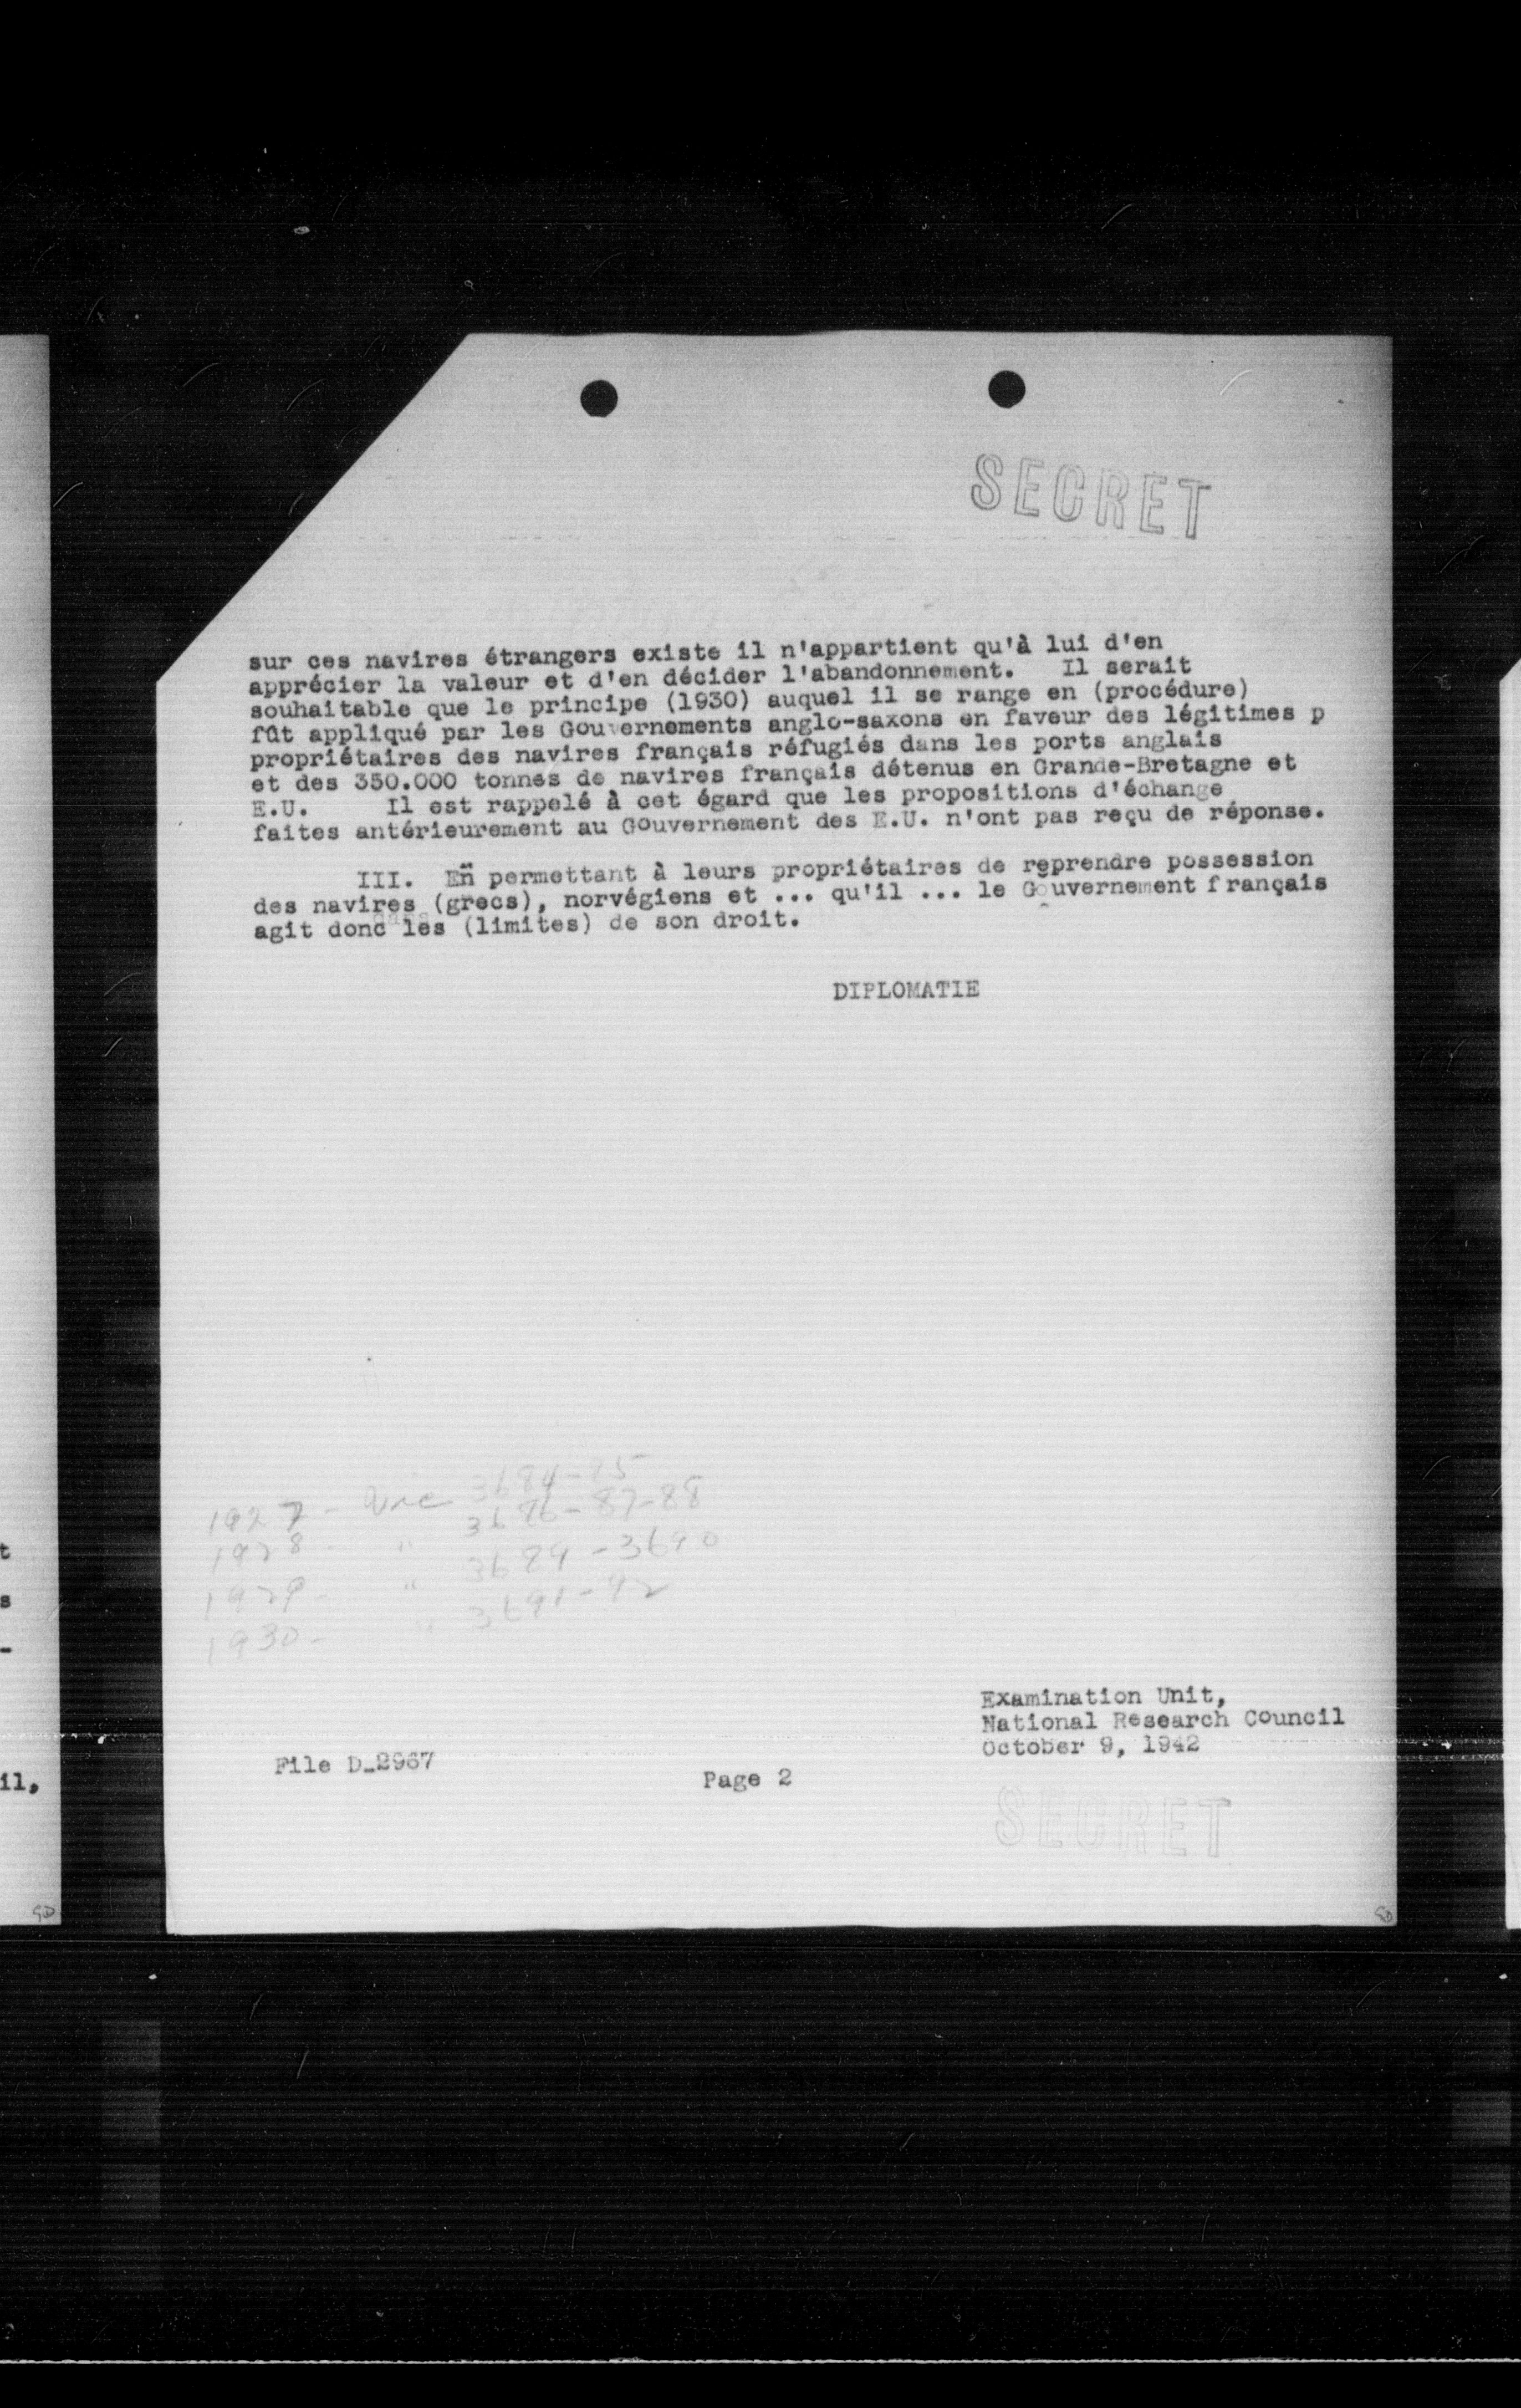 SECRET
sur ces navires étrangers existe il n'appartient qu'à lui d'en
apprécier la valeur et d'en décider l'abandonnement. Il serait
souhaitable que le principe (1930) auquel il se range en (procédure)
fût appliqué par les Gouvernements anglo-saxons en faveur des légitimes p
propriétaires des navires français réfugiés dans les ports anglais
et des 350.000 tonnes de navires français détenus en Grande-Bretagne et
E.U. Il est rappelé à cet égard que les propositions d'échange
faites antérieurement au Gouvernement des E.U. n'ont pas reçu de réponse.
III. En permettant à leurs propriétaires de reprendre possession
des navires (grecs), norvégiens et ... qu'il ... le Gouvernement français
dans
agit donc les (limites) de son droit.
DIPLOMATIE
1927 - Vic 3684-85
1928 - " 3686-87-88
1929 - " 3689-3690
1930 - " 3691-92
Examination Unit,
National Research Council
October 9, 1942
File D-2967
Page 2
SECRET
t
s
-
il,